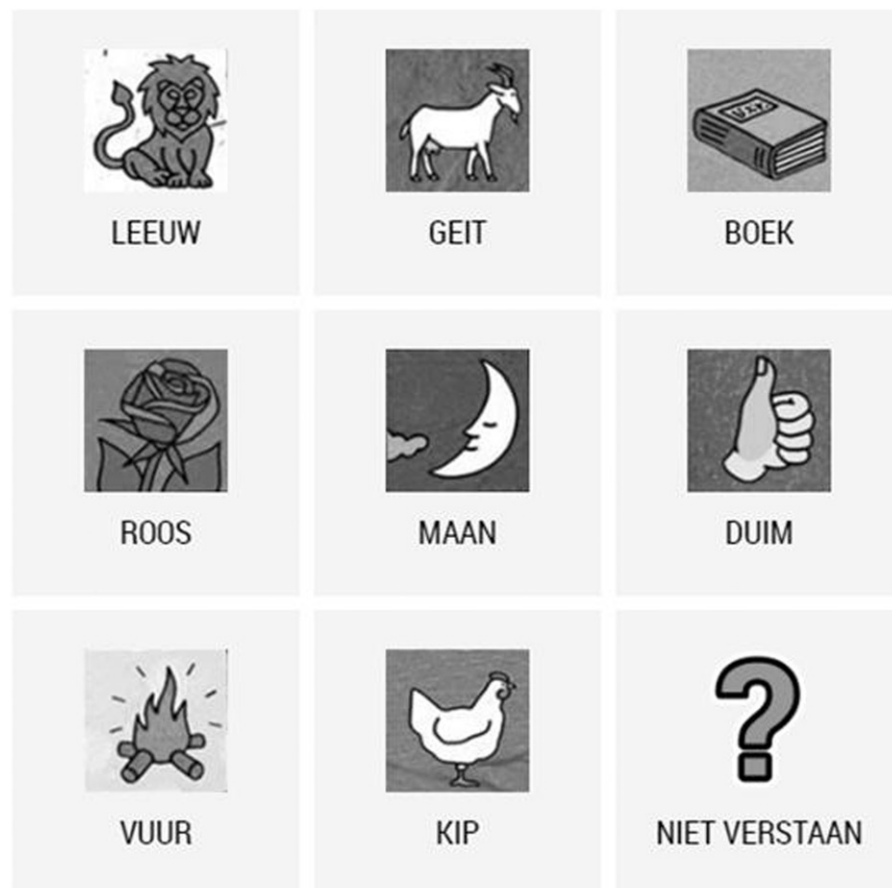 LEEUW
GEIT
BOEK
ROOS
MAAN
DUIM
VUUR
KIP
NIET VERSTAAN